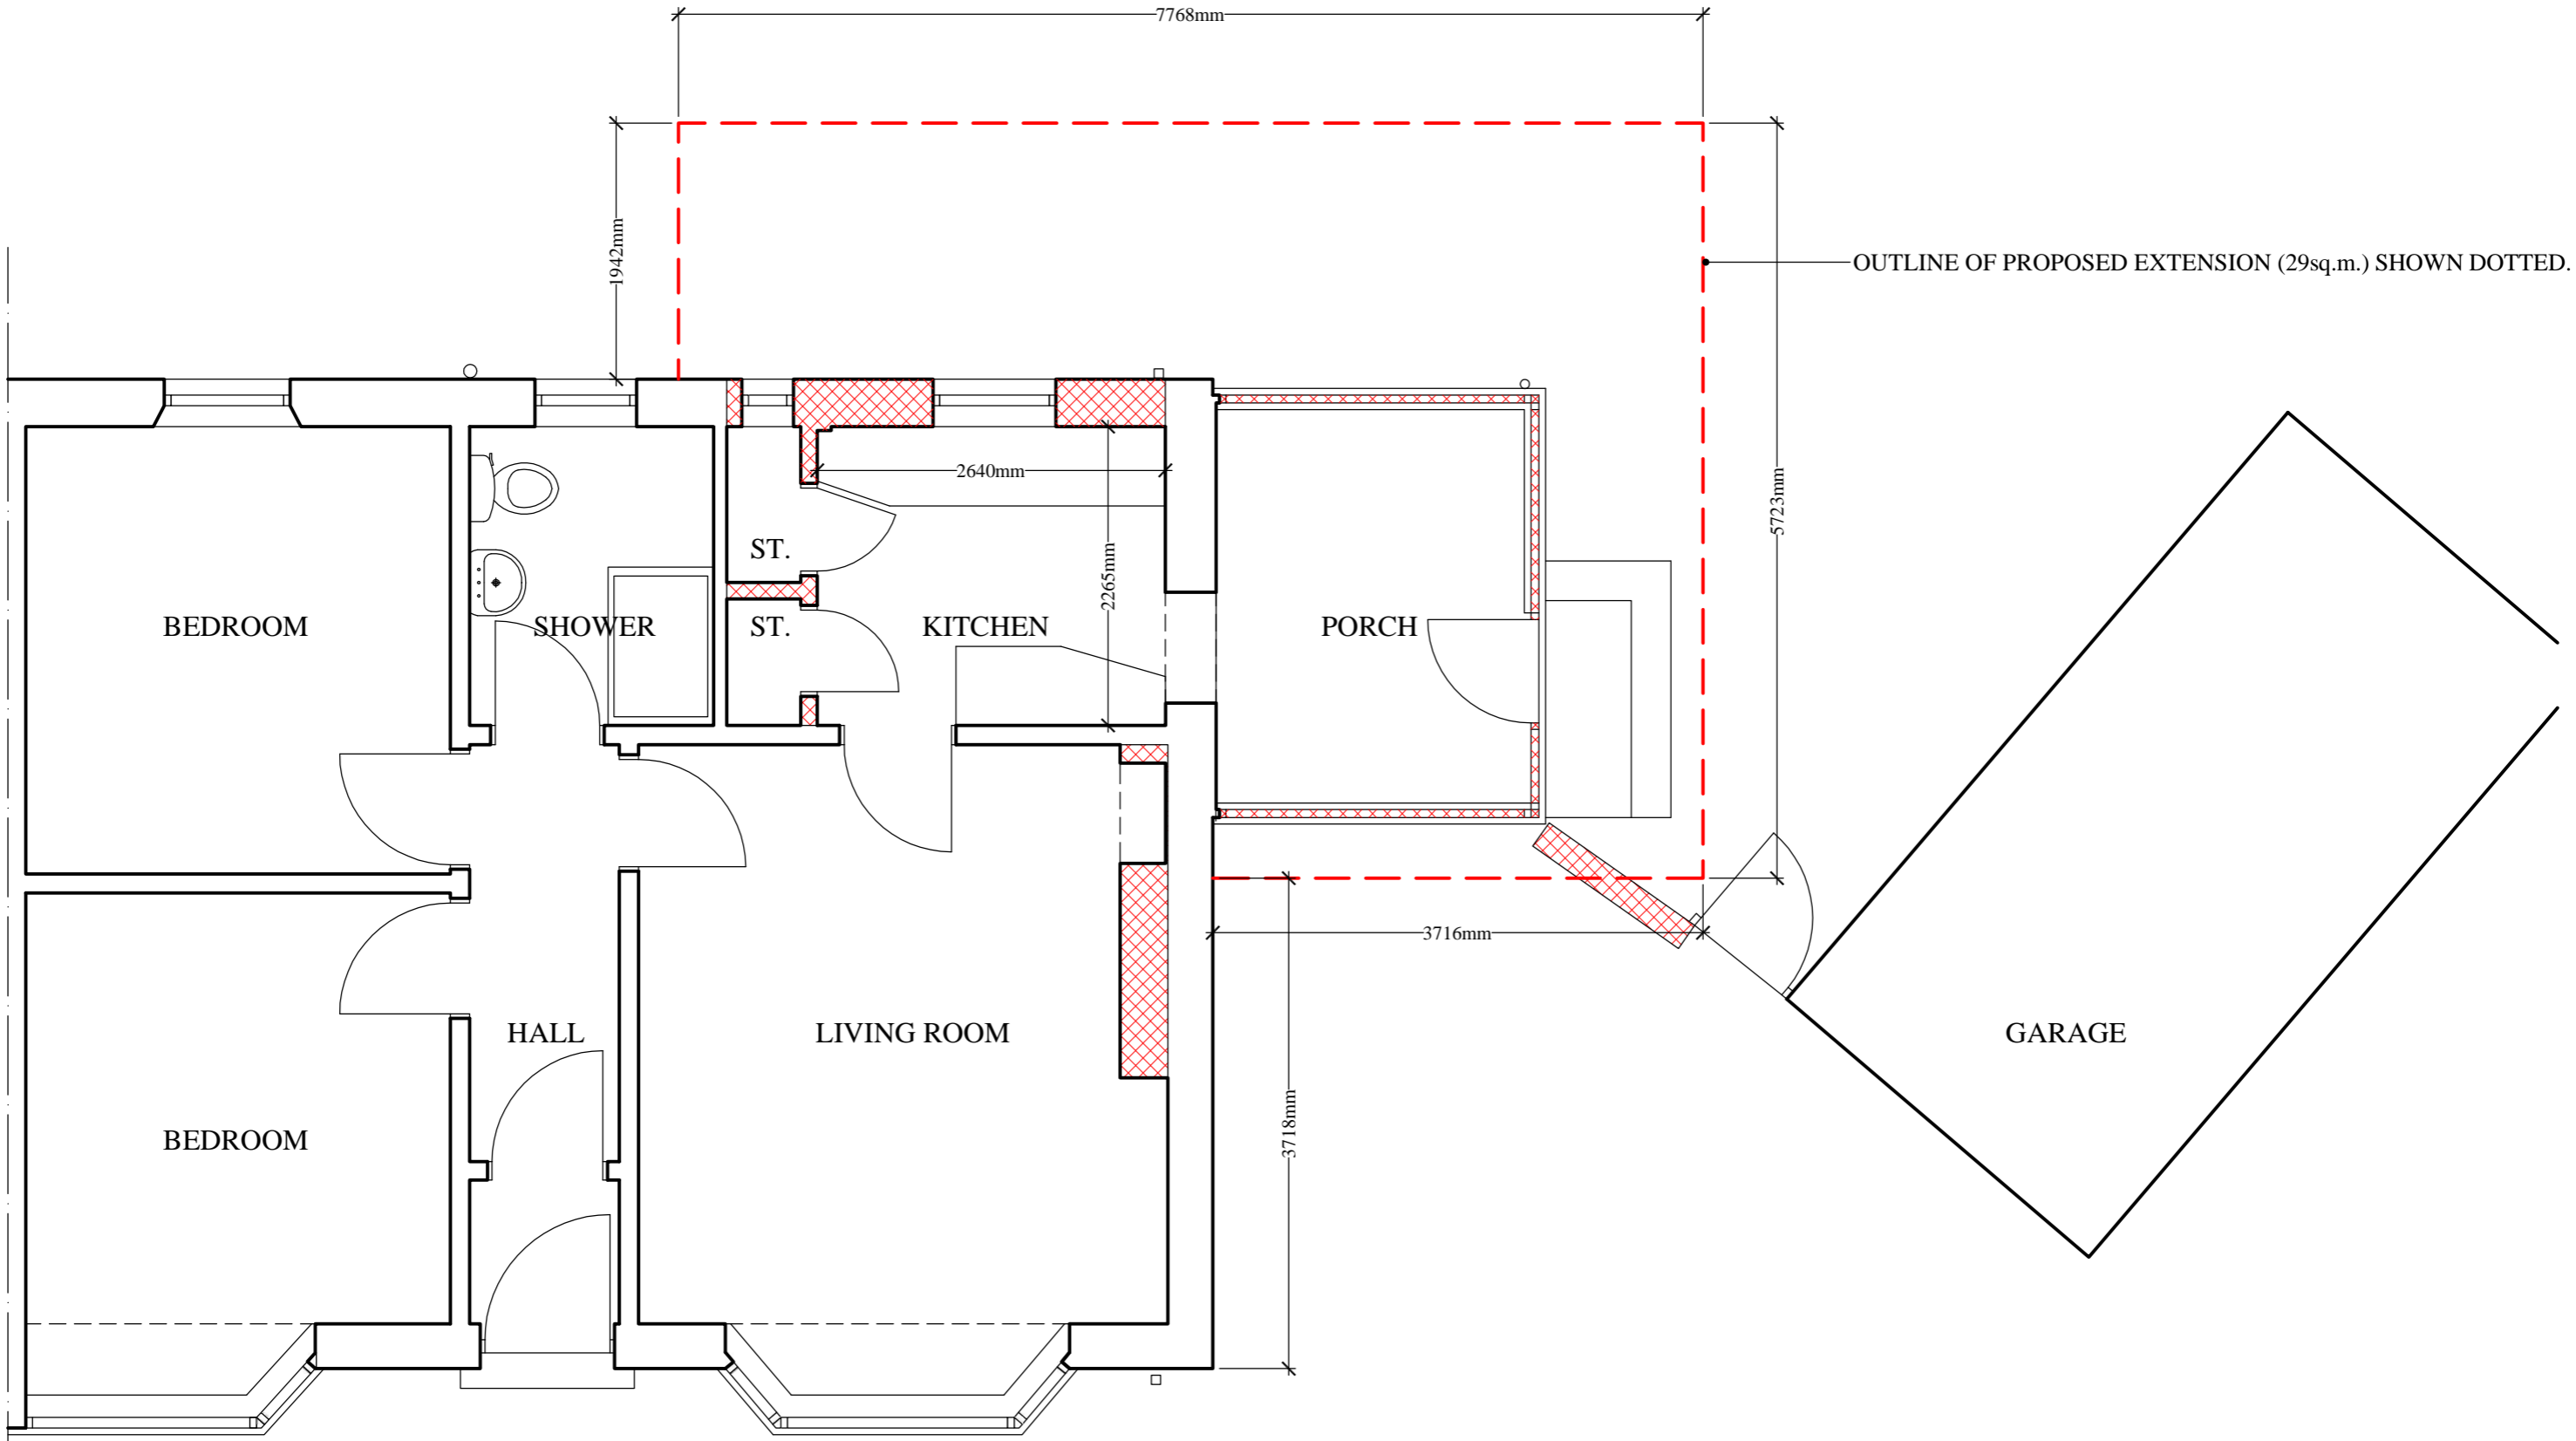 7768mm
1942mm
OUTLINE OF PROPOSED EXTENSION (29sq.m.) SHOWN DOTTED.
2640mm
5723mm
ST.
2265mm
BEDROOM
SHOWER
ST.
KITCHEN
PORCH
3716mm
HALL
LIVING ROOM
GARAGE
3718mm
BEDROOM